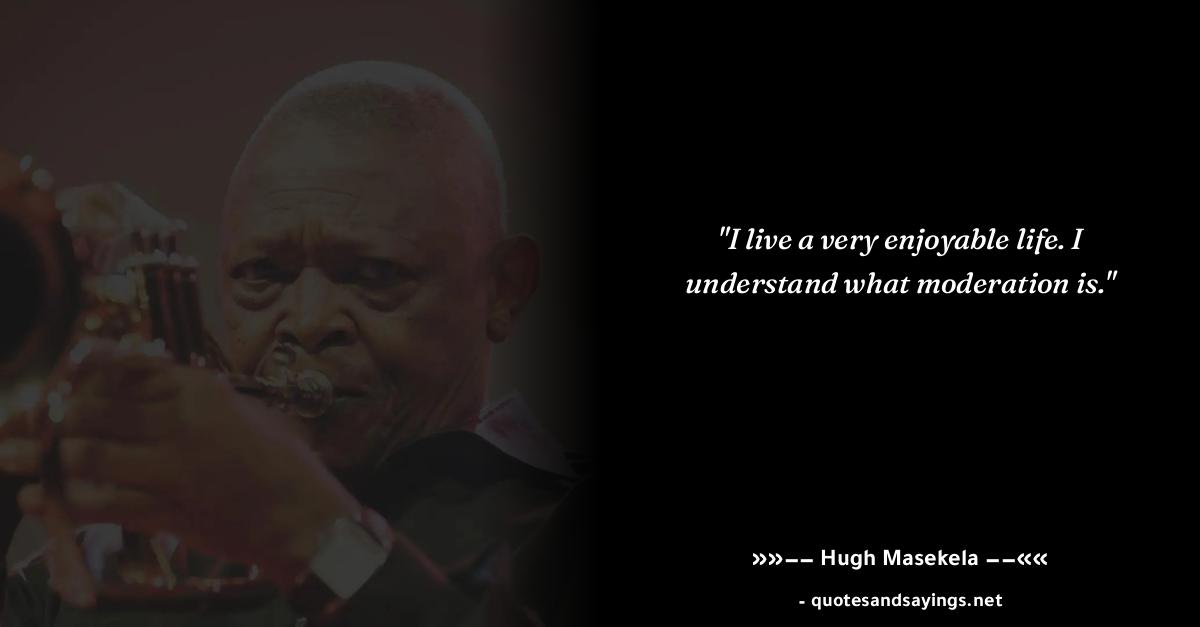 "I live a very enjoyable life. I
understand what moderation is."
»»–– Hugh Masekela ––««
- quotesandsayings.net